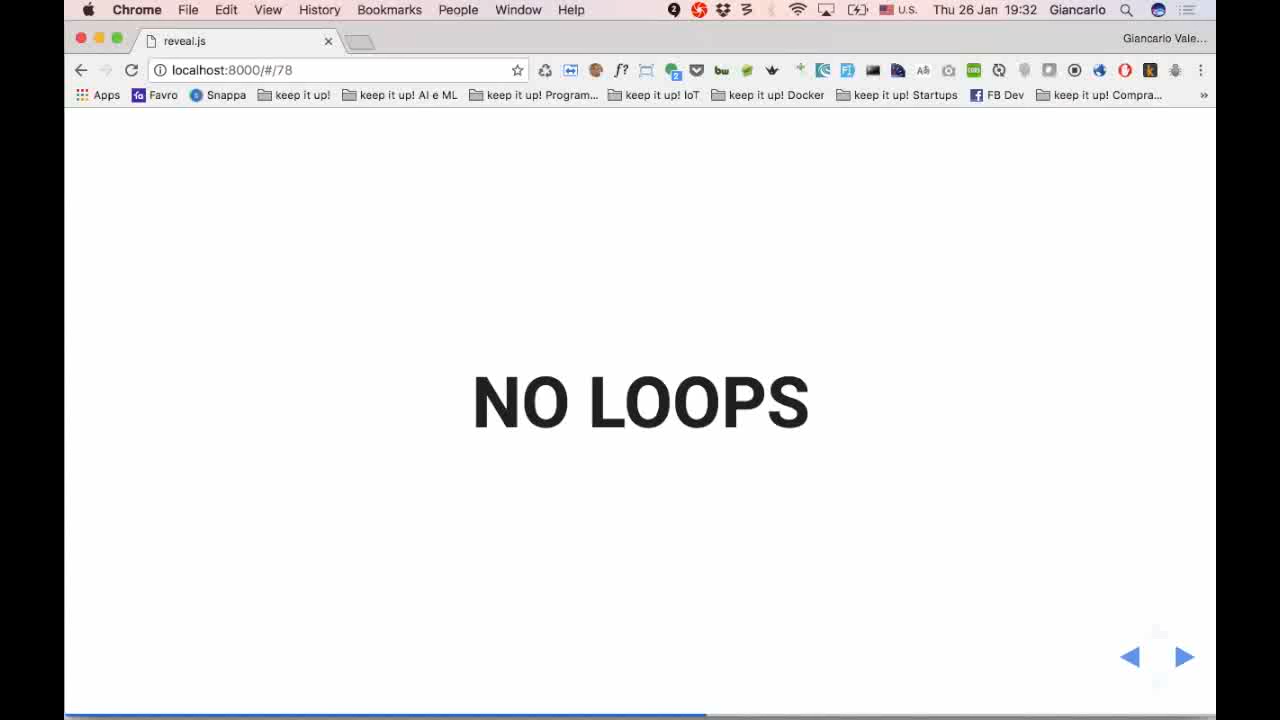 Chrome File Edit View History Bookmarks People Window Help 2 U.S. Thu 26 Jan 19:32 Giancarlo
reveal.js Giancarlo Vale...
localhost:8000/#/78 f? 2 bw
Apps Favro Snappa keep it up! keep it up! AI e ML keep it up! Program... keep it up! IoT keep it up! Docker keep it up! Startups FB Dev keep it up! Compra... »
NO LOOPS